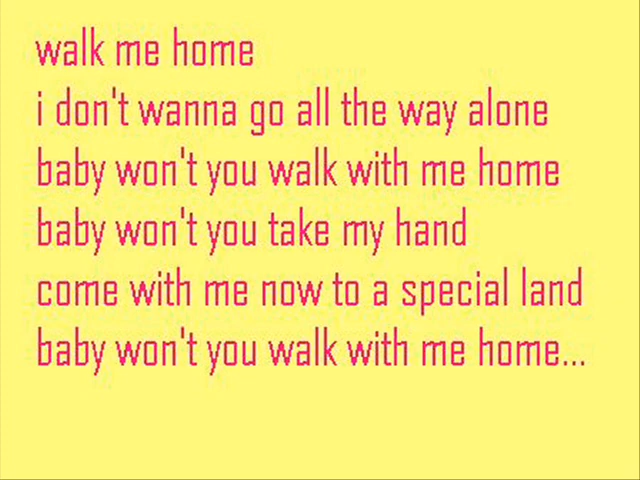 walk me home
i don't wanna go all the way alone
baby won't you walk with me home
baby won't you take my hand
come with me now to a special land
baby won't you walk with me home...